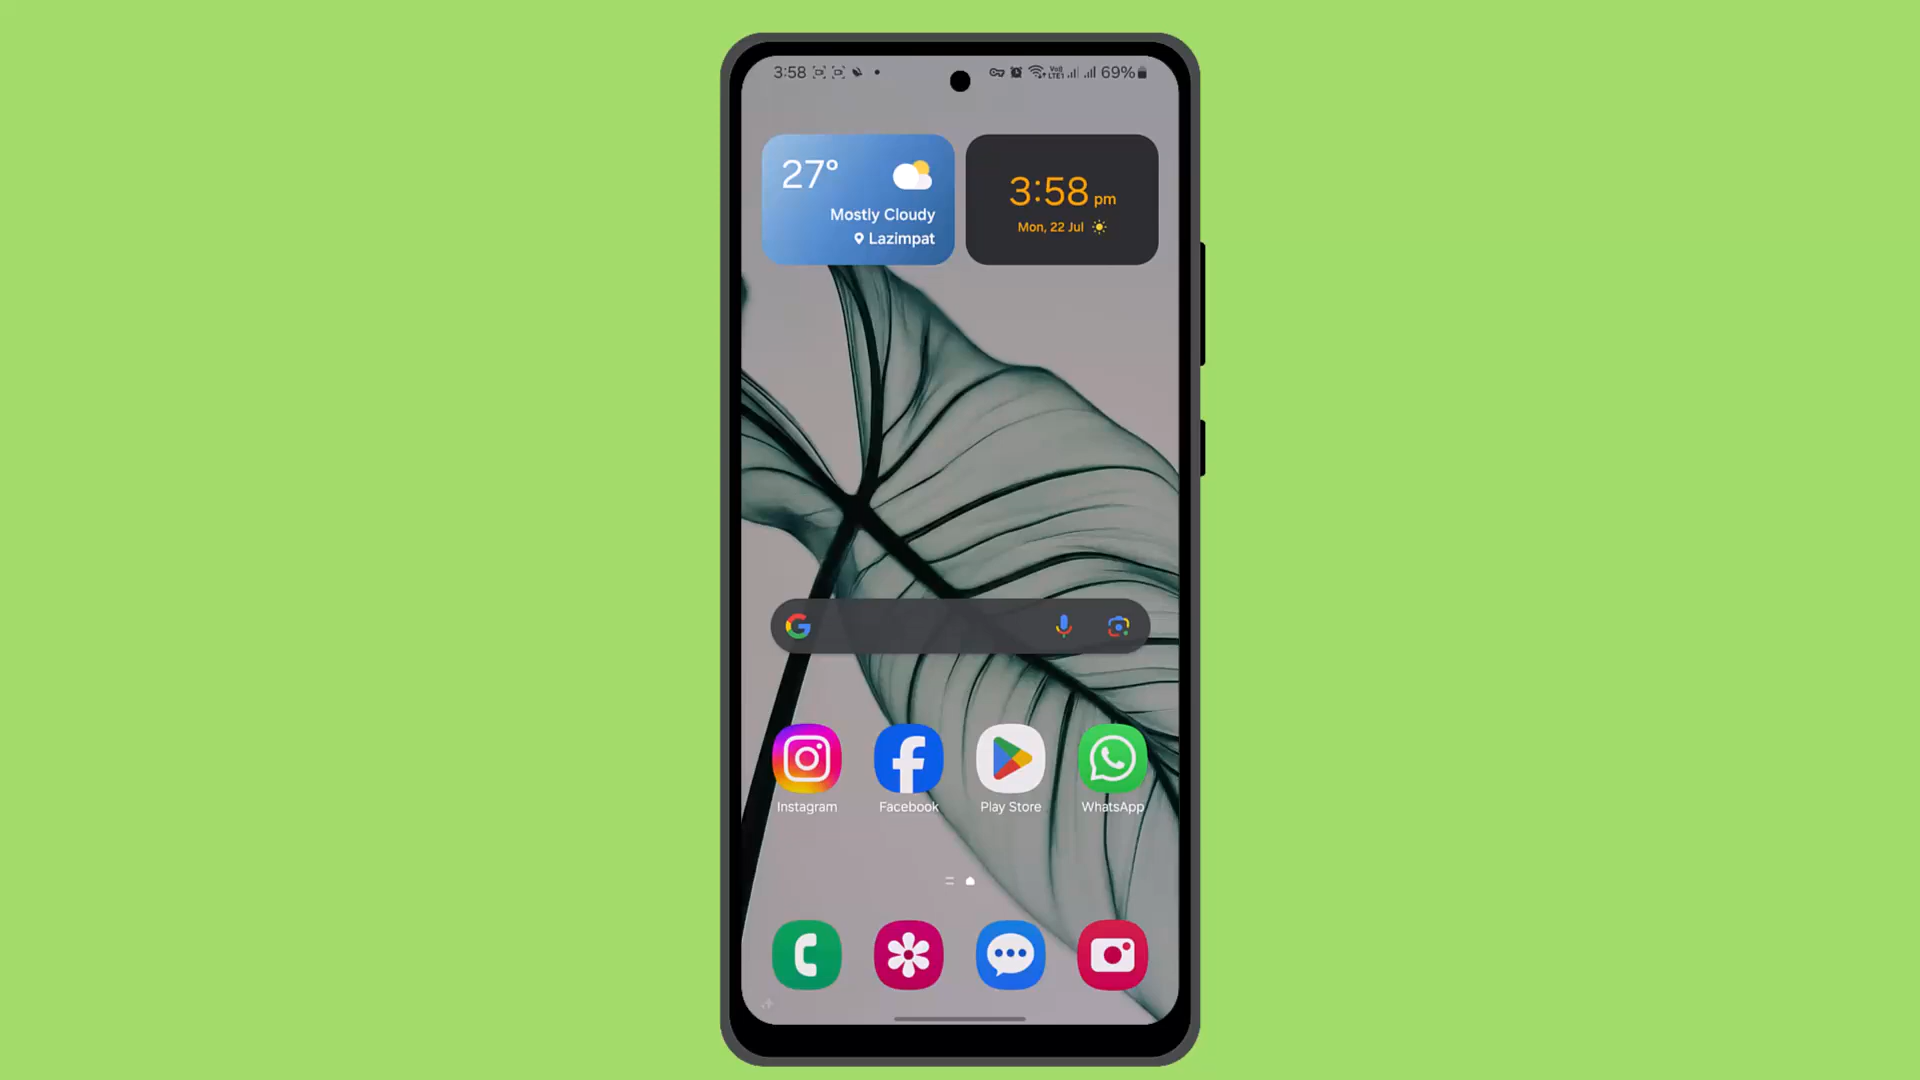 3:58
69%
27°
Mostly Cloudy
Lazimpat
3:58 pm
Mon, 22 Jul
Instagram
Facebook
Play Store
WhatsApp